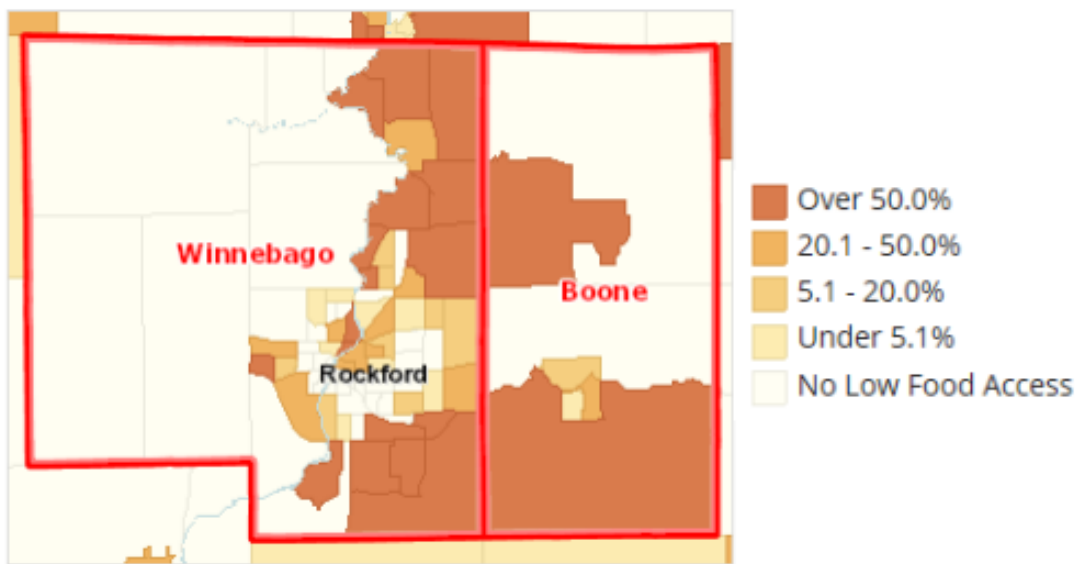 Winnebago
Boone
Rockford
Over 50.0%
20.1 - 50.0%
5.1 - 20.0%
Under 5.1%
No Low Food Access